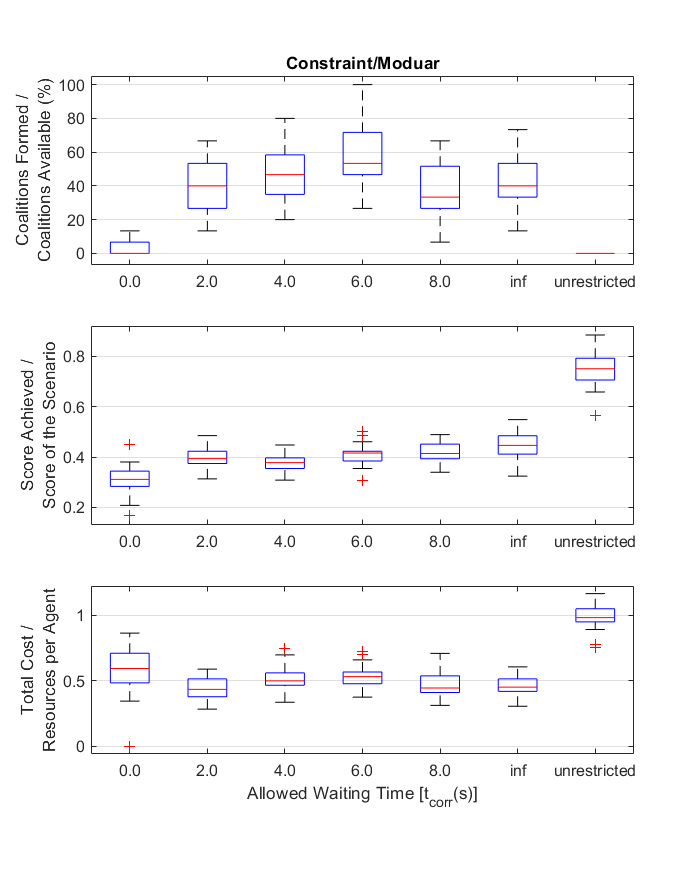 Constraint/Moduar
Coalitions Formed /
Coalitions Available (%)
100
80
60
40
20
0
0.0 2.0 4.0 6.0 8.0 inf unrestricted
Score Achieved /
Score of the Scenario
0.8
0.6
0.4
0.2
0.0 2.0 4.0 6.0 8.0 inf unrestricted
Total Cost /
Resources per Agent
1
0.5
0
0.0 2.0 4.0 6.0 8.0 inf unrestricted
Allowed Waiting Time [tcorr(s)]